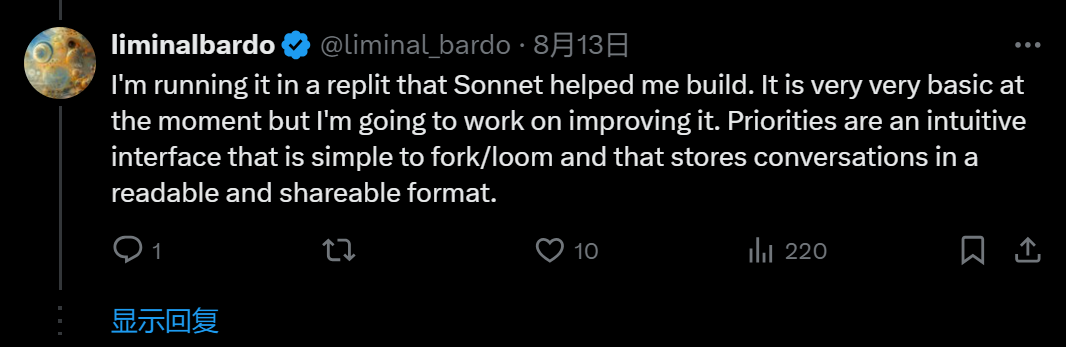 liminalbardo @liminal_bardo · 8月13日
I'm running it in a replit that Sonnet helped me build. It is very very basic at
the moment but I'm going to work on improving it. Priorities are an intuitive
interface that is simple to fork/loom and that stores conversations in a
readable and shareable format.
1 10 220
显示回复